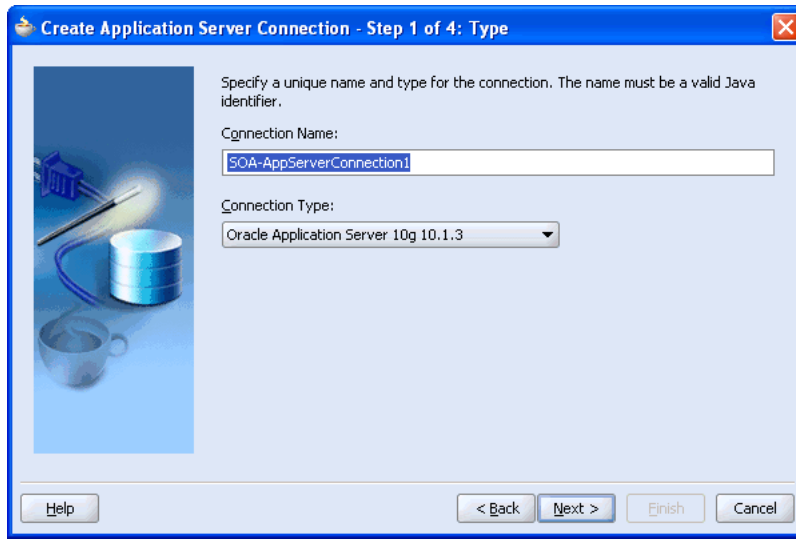 Create Application Server Connection - Step 1 of 4: Type
Specify a unique name and type for the connection. The name must be a valid Java
identifier.
Connection Name:
SOA-AppServerConnection1
Connection Type:
Oracle Application Server 10g 10.1.3
Help
< Back
Next >
Finish
Cancel